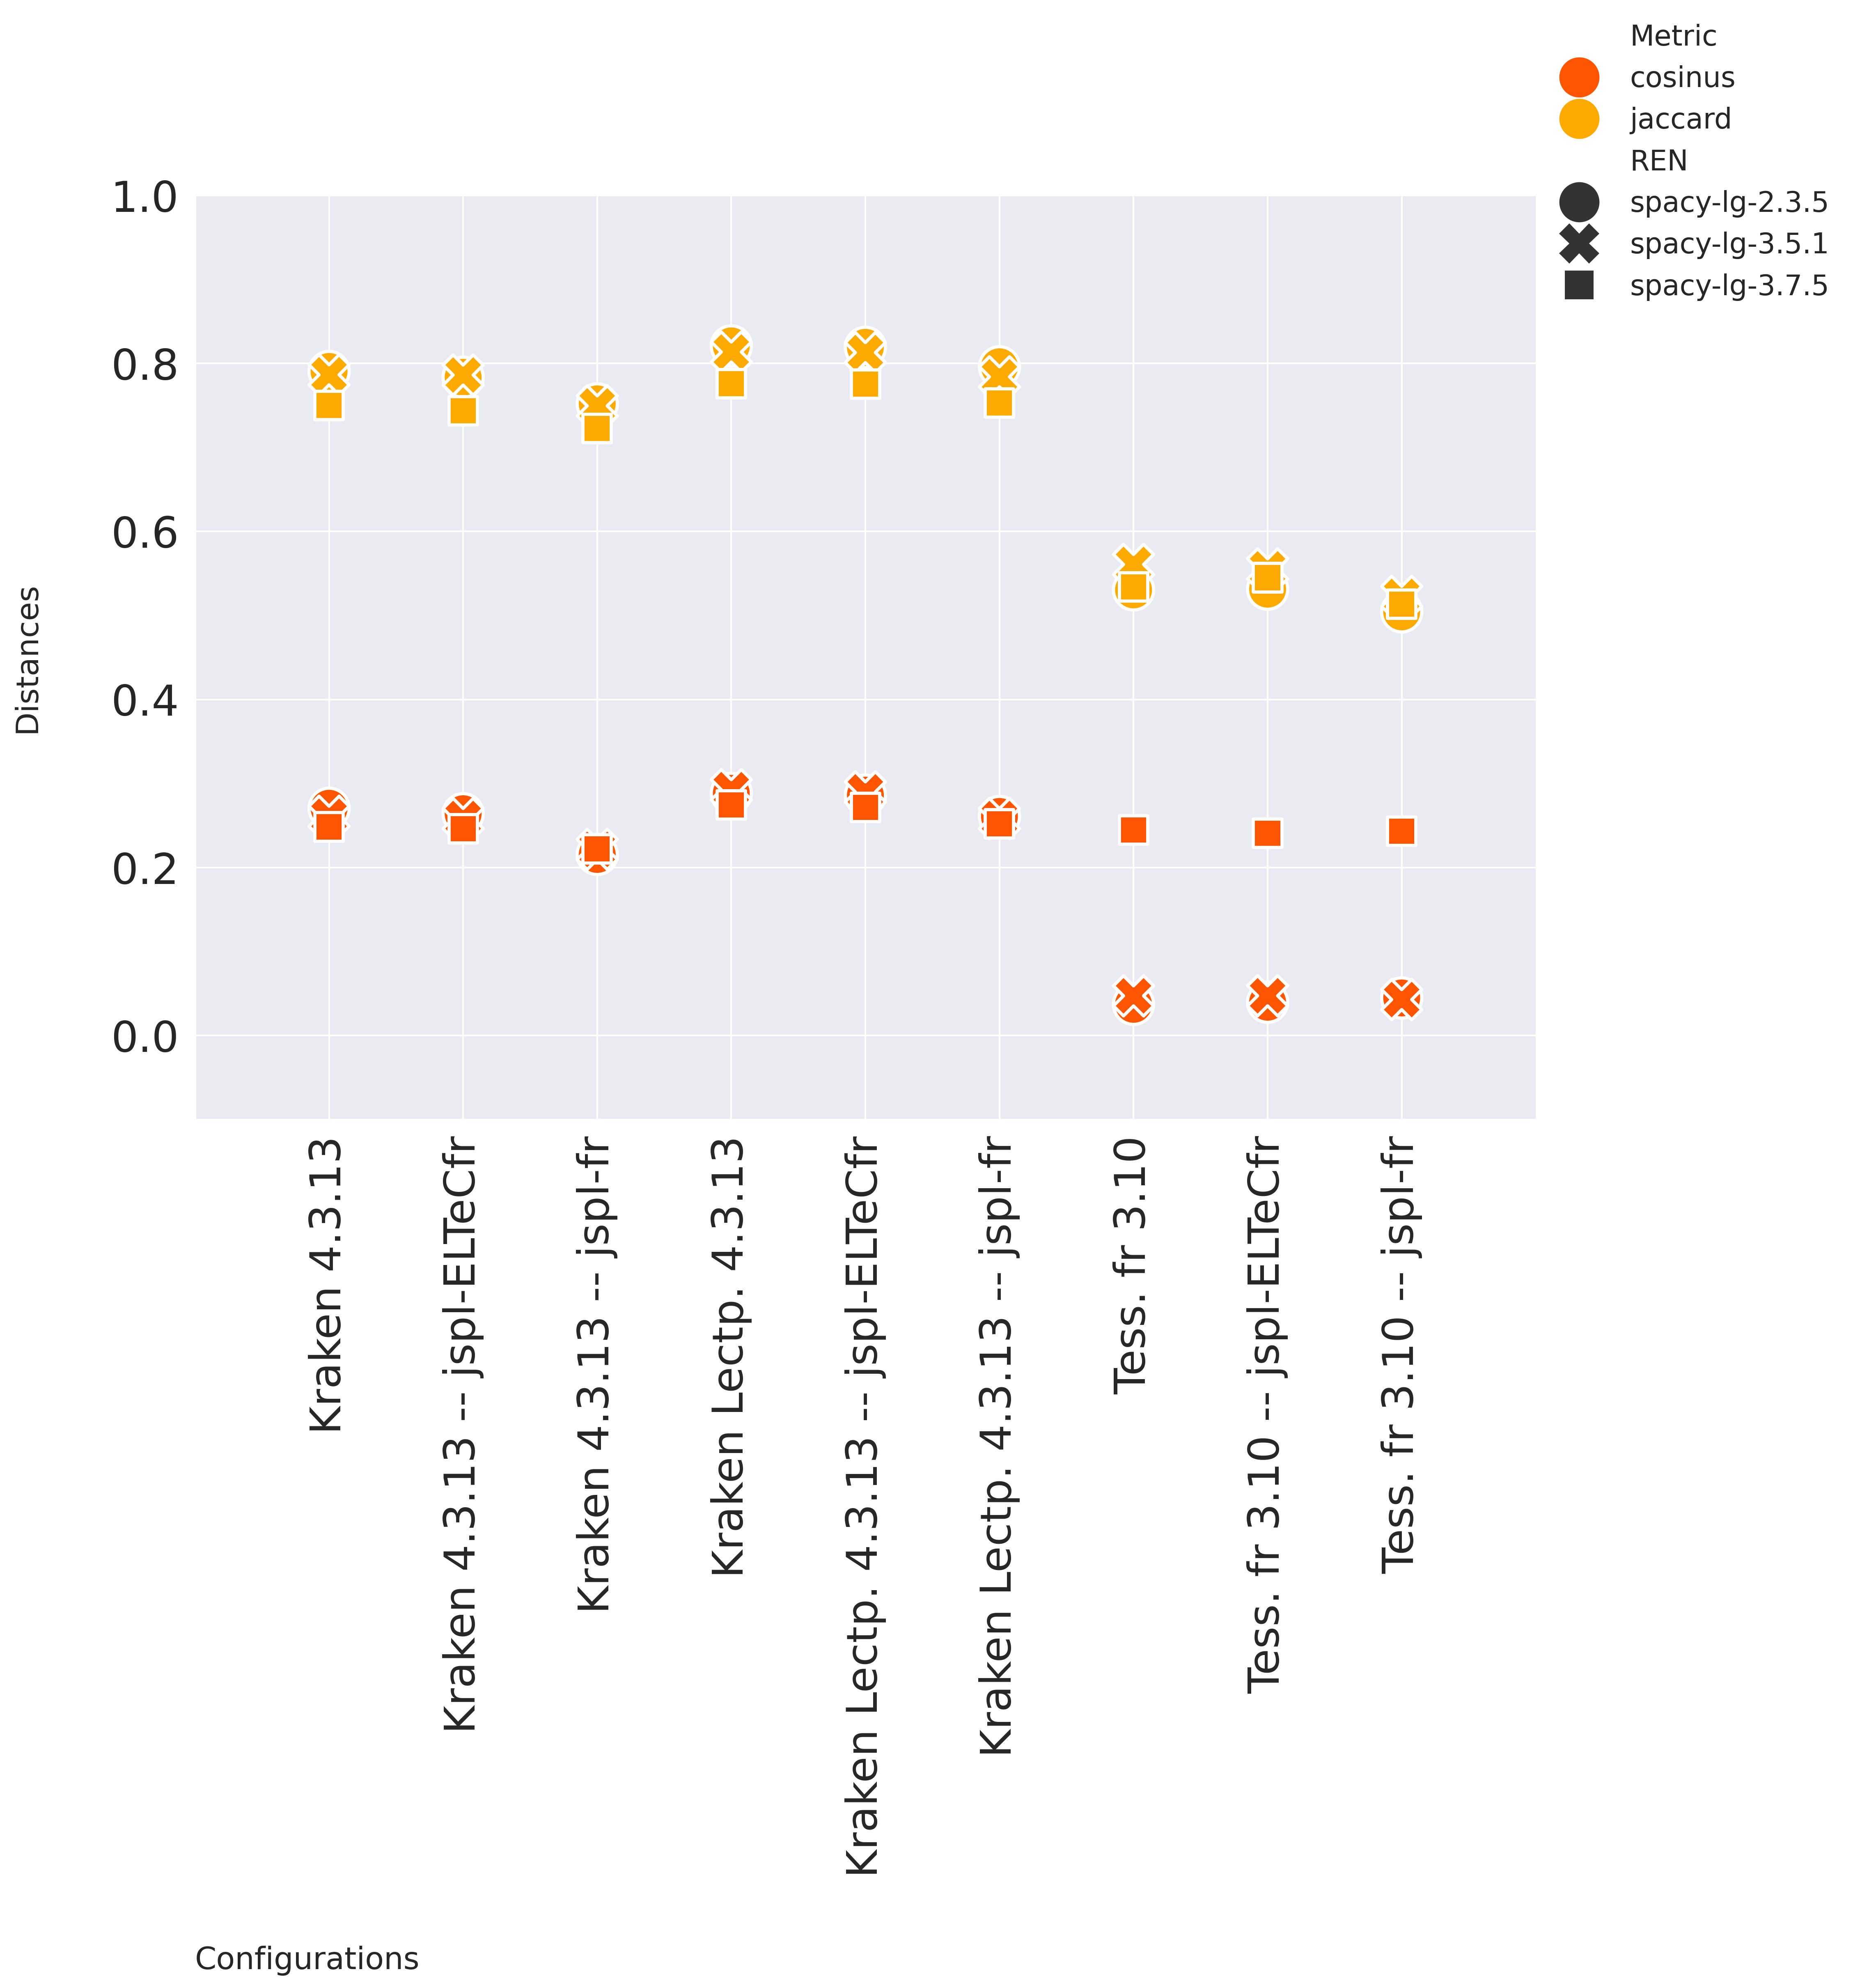 Metric
cosinus
jaccard
REN
spacy-lg-2.3.5
spacy-lg-3.5.1
spacy-lg-3.7.5
1.0
0.8
0.6
0.4
0.2
0.0
Distances
Kraken 4.3.13
Kraken 4.3.13 -- jspl-ELTeCfr
Kraken 4.3.13 -- jspl-fr
Kraken Lectp. 4.3.13
Kraken Lectp. 4.3.13 -- jspl-ELTeCfr
Kraken Lectp. 4.3.13 -- jspl-fr
Tess. fr 3.10
Tess. fr 3.10 -- jspl-ELTeCfr
Tess. fr 3.10 -- jspl-fr
Configurations